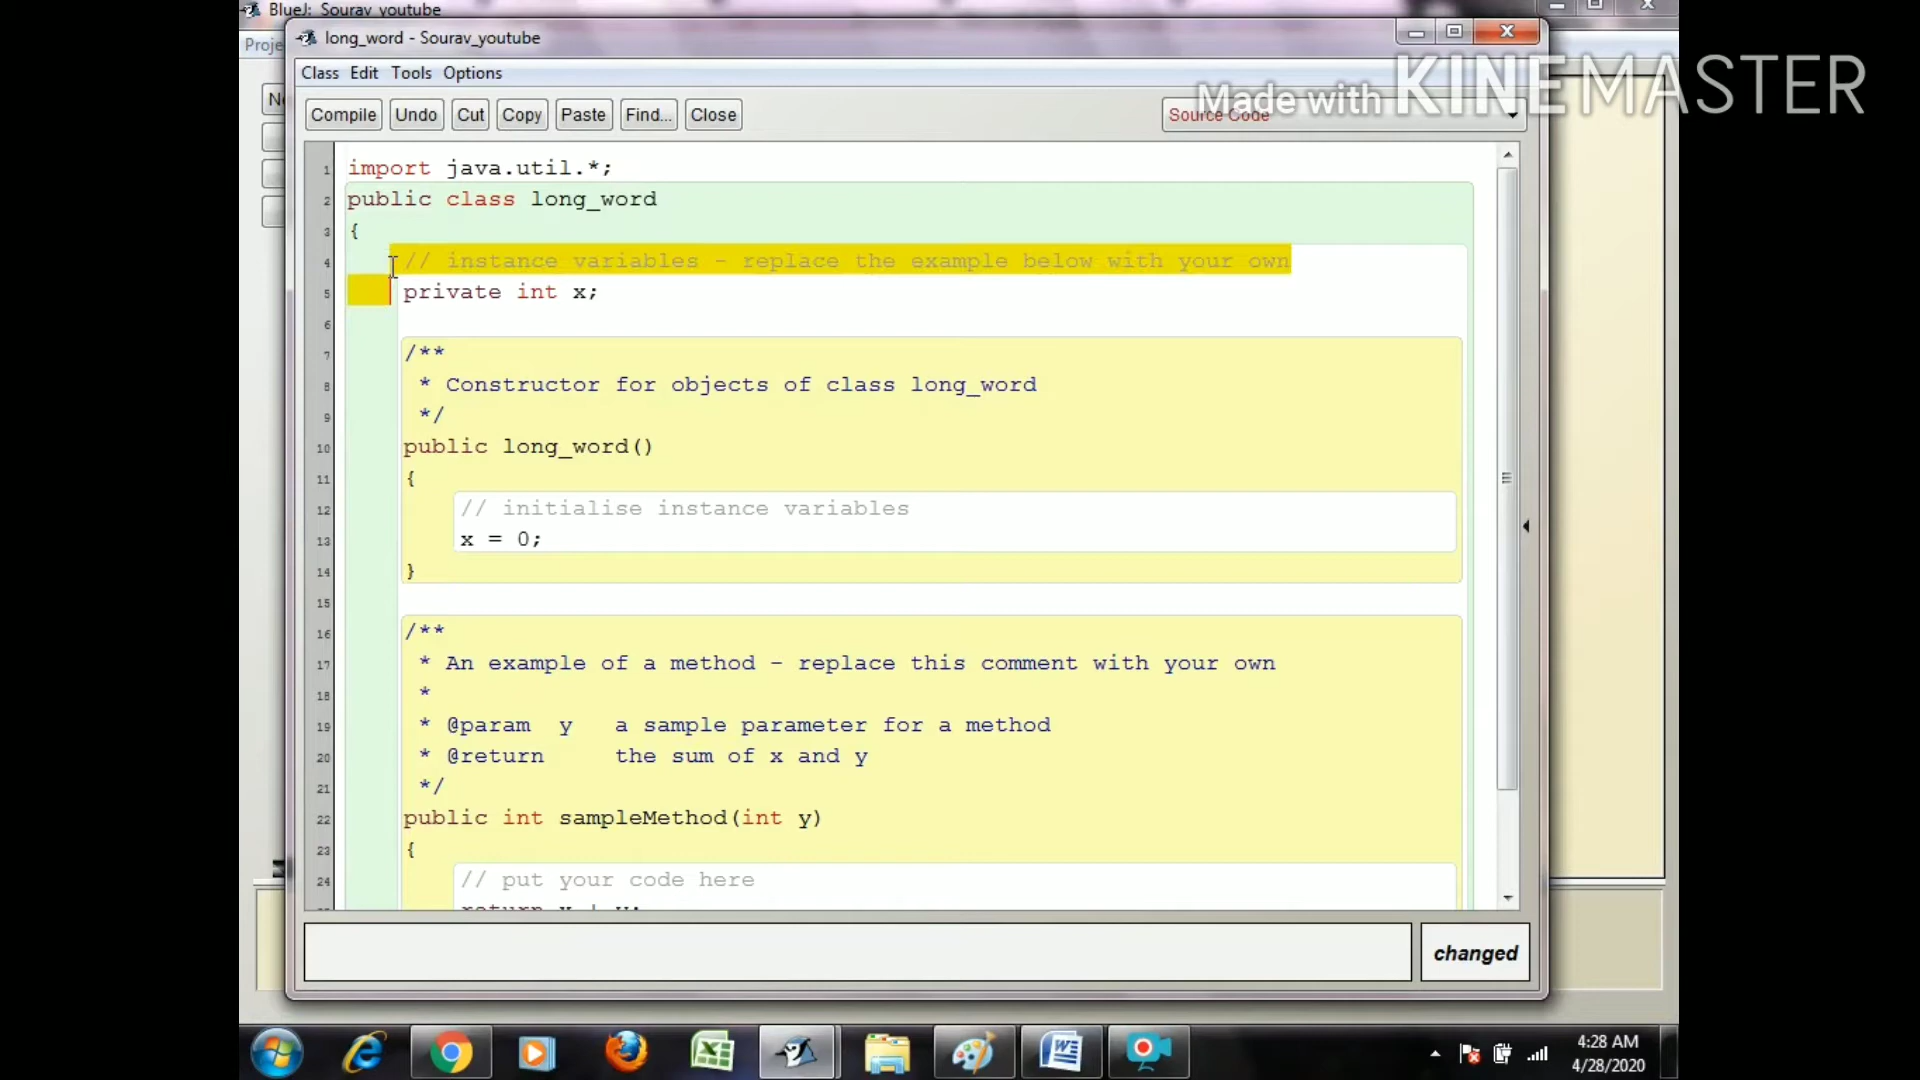 BlueJ: Sourav_youtube
long_word - Sourav_youtube
Made with KINEMASTER
Class Edit Tools Options
Compile Undo Cut Copy Paste Find... Close
Source Code
1 import java.util.*;
2 public class long_word
3 {
4 // instance variables - replace the example below with your own
5 private int x;
6
7 /**
8 * Constructor for objects of class long_word
9 */
10 public long_word()
11 {
12 // initialise instance variables
13 x = 0;
14 }
15
16 /**
17 * An example of a method - replace this comment with your own
18 *
19 * @param y a sample parameter for a method
20 * @return the sum of x and y
21 */
22 public int sampleMethod(int y)
23 {
24 // put your code here
changed
4:28 AM
4/28/2020